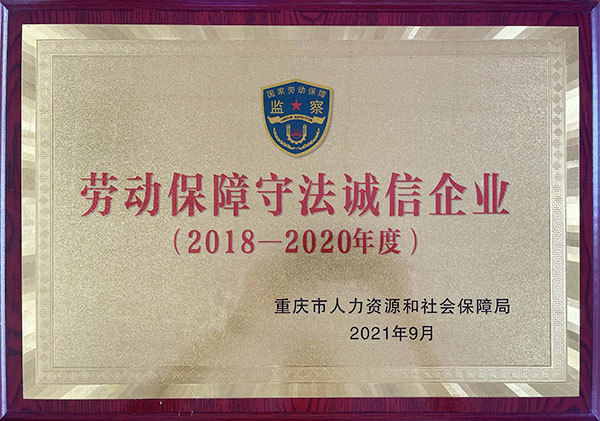 国家劳动保障
监察
LABOUR INSPECTION
劳动保障守法诚信企业
(2018—2020年度)
重庆市人力资源和社会保障局
2021年9月